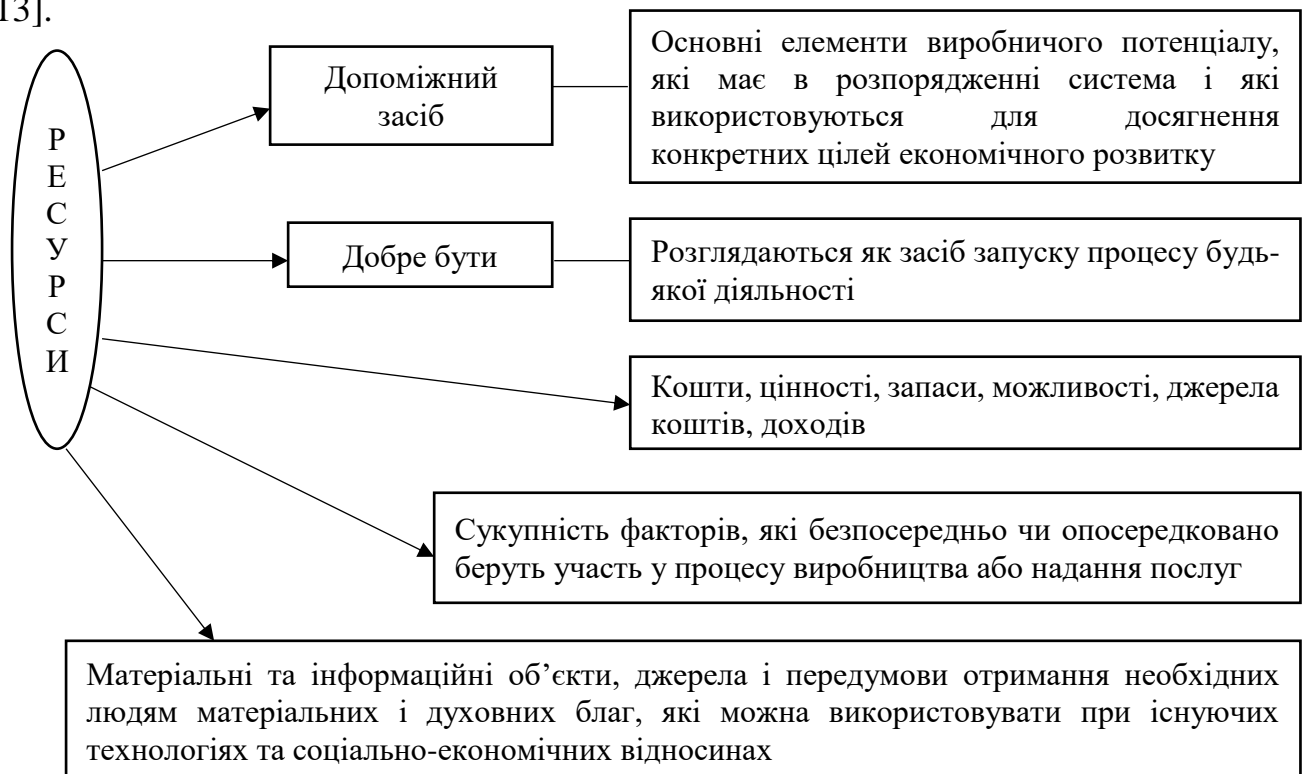 13].
РЕСУРСИ
Допоміжний
засіб
Основні елементи виробничого потенціалу,
які має в розпорядженні система і які
використовуються для досягнення
конкретних цілей економічного розвитку
Добре бути
Розглядаються як засіб запуску процесу будь-
якої діяльності
Кошти, цінності, запаси, можливості, джерела
коштів, доходів
Сукупність факторів, які безпосередньо чи опосередковано
беруть участь у процесу виробництва або надання послуг
Матеріальні та інформаційні об’єкти, джерела і передумови отримання необхідних
людям матеріальних і духовних благ, які можна використовувати при існуючих
технологіях та соціально-економічних відносинах